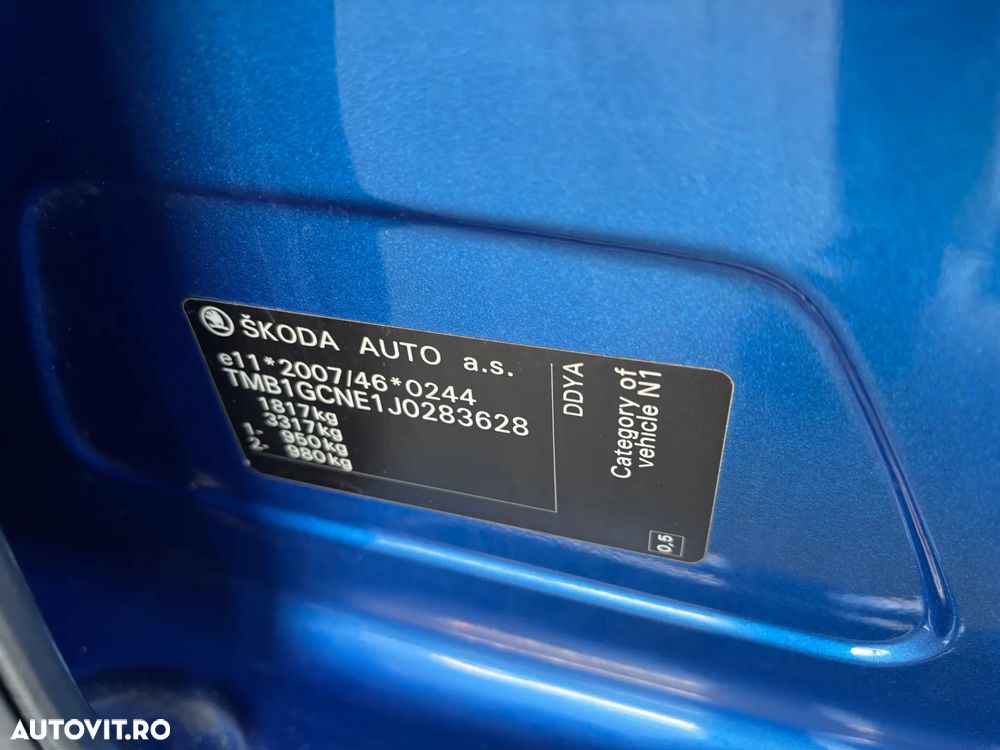 ŠKODA AUTO a.s.
e11*2007/46*0244
TMB1GCNE1J0283628
1817kg
3317kg
1- 950kg
2- 980kg
DDYA
Category of
vehicle N1
0,5
AUTOVIT.RO